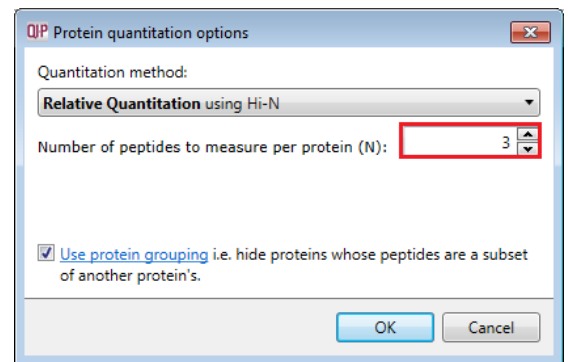 QIP Protein quantitation options
Quantitation method:
Relative Quantitation using Hi-N
Number of peptides to measure per protein (N): 3
Use protein grouping i.e. hide proteins whose peptides are a subset
of another protein's.
OK Cancel